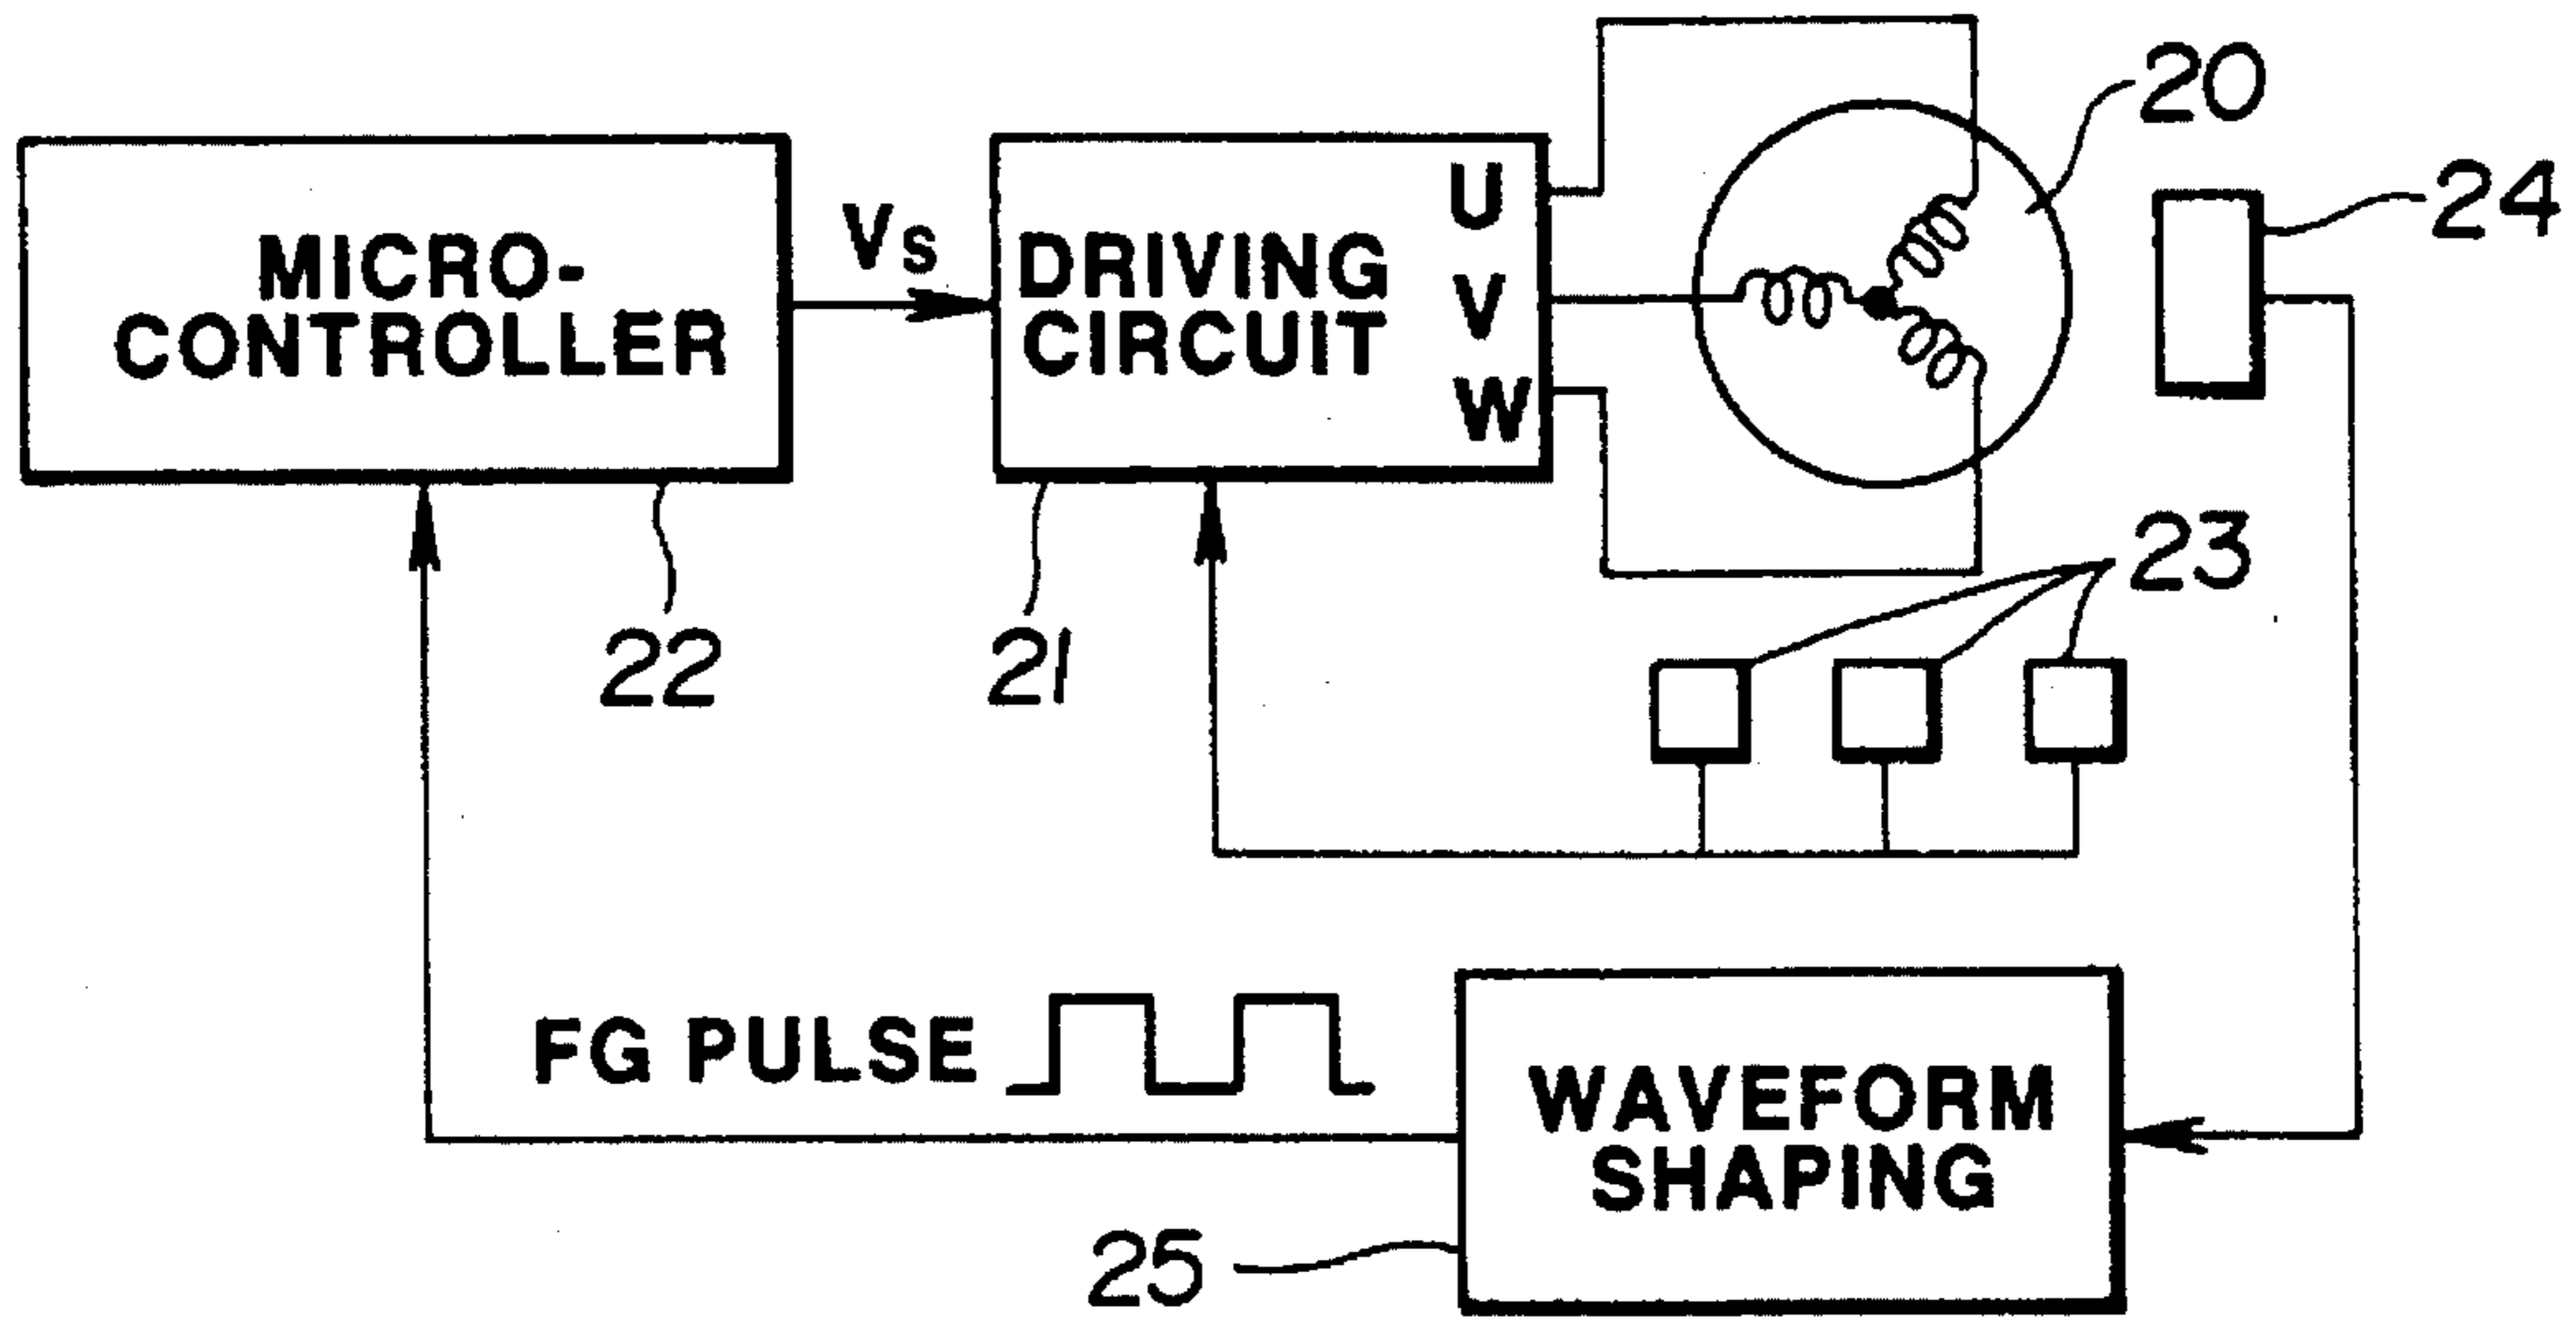 20
24
MICRO-
CONTROLLER
Vs
DRIVING
CIRCUIT
U
V
W
23
22
21
FG PULSE
WAVEFORM
SHAPING
25